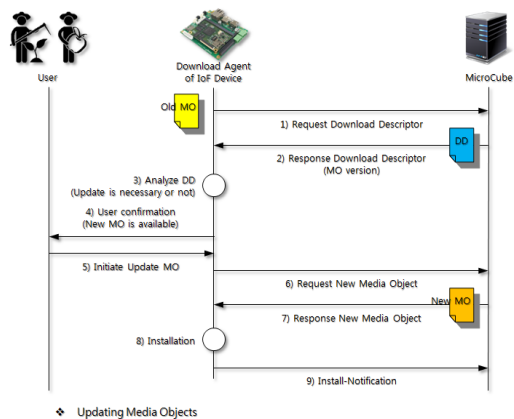 User
Download Agent
of IoF Device
MicroCube
Old MO
1) Request Download Descriptor
DD
2) Response Download Descriptor
(MO version)
3) Analyze DD
(Update is necessary or not)
4) User confirmation
(New MO is available)
5) Initiate Update MO
6) Request New Media Object
New MO
7) Response New Media Object
8) Installation
9) Install-Notification
❖ Updating Media Objects